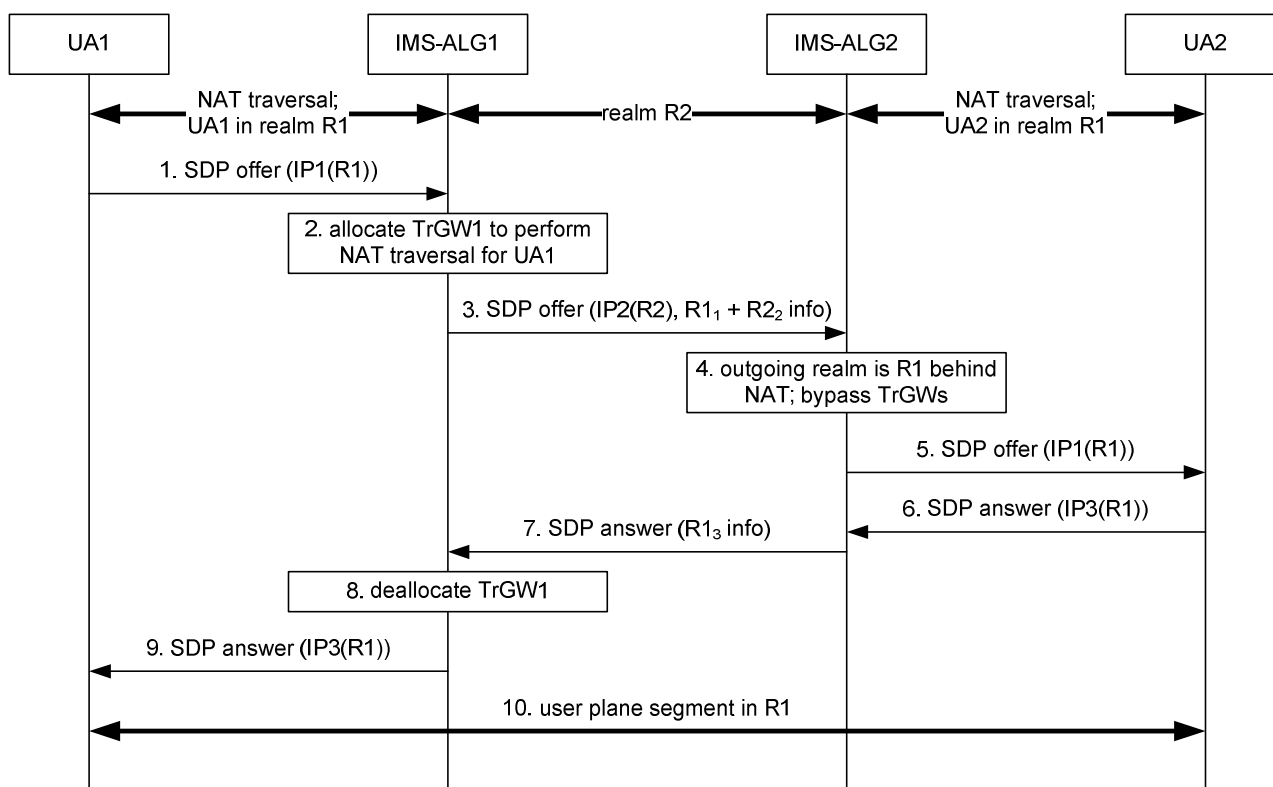 UA1
IMS-ALG1
IMS-ALG2
UA2
NAT traversal;
UA1 in realm R1
realm R2
NAT traversal;
UA2 in realm R1
1. SDP offer (IP1(R1))
2. allocate TrGW1 to perform
NAT traversal for UA1
3. SDP offer (IP2(R2), R1₁ + R2₂ info)
4. outgoing realm is R1 behind
NAT; bypass TrGWs
5. SDP offer (IP1(R1))
6. SDP answer (IP3(R1))
7. SDP answer (R1₃ info)
8. deallocate TrGW1
9. SDP answer (IP3(R1))
10. user plane segment in R1